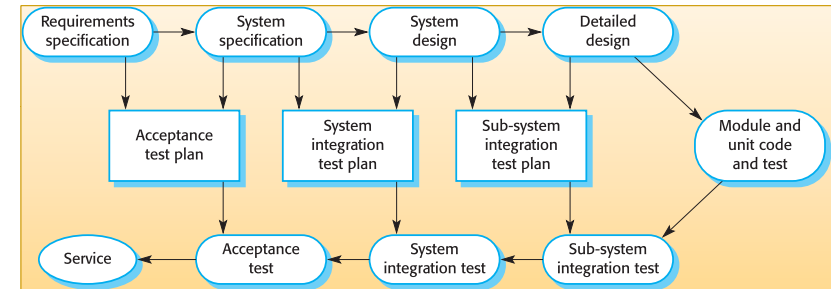 Requirements
specification
System
specification
System
design
Detailed
design
Acceptance
test plan
System
integration
test plan
Sub-system
integration
test plan
Module and
unit code
and test
Service
Acceptance
test
System
integration test
Sub-system
integration test